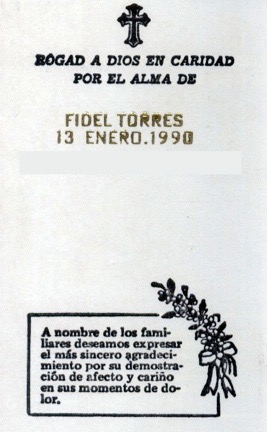 ROGAD A DIOS EN CARIDAD
POR EL ALMA DE
FIDEL TORRES
13 ENERO.1990
A nombre de los fami-
liares deseamos expresar
el más sincero agradeci-
miento por su demostra-
ción de afecto y cariño
en sus momentos de do-
lor.